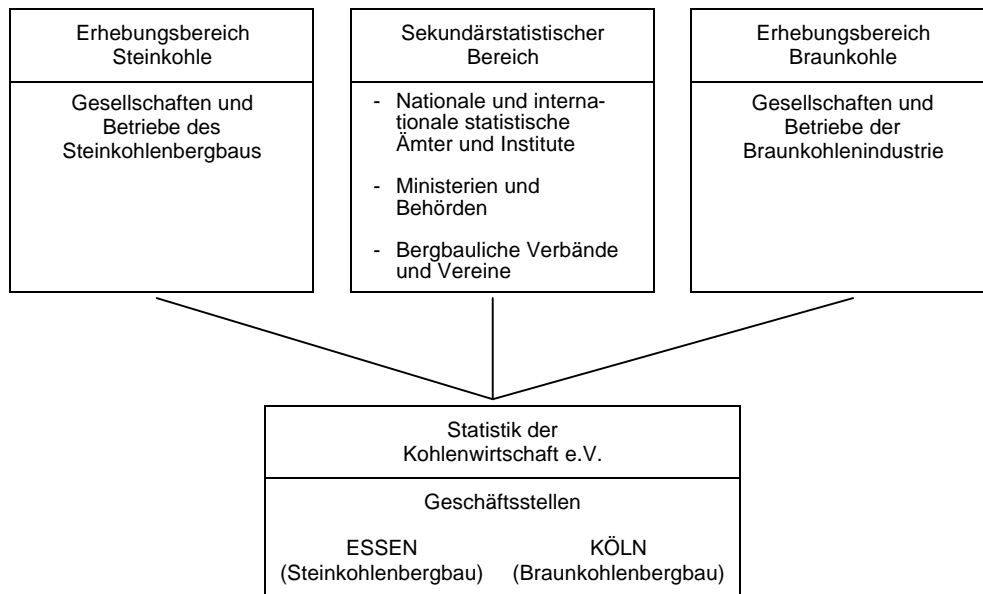 Erhebungsbereich
Steinkohle
Gesellschaften und
Betriebe des
Steinkohlenbergbaus
Sekundärstatistischer
Bereich
- Nationale und interna-
tionale statistische
Ämter und Institute
- Ministerien und
Behörden
- Bergbauliche Verbände
und Vereine
Erhebungsbereich
Braunkohle
Gesellschaften und
Betriebe der
Braunkohlenindustrie
Statistik der
Kohlenwirtschaft e.V.
Geschäftsstellen
ESSEN
(Steinkohlenbergbau)
KÖLN
(Braunkohlenbergbau)